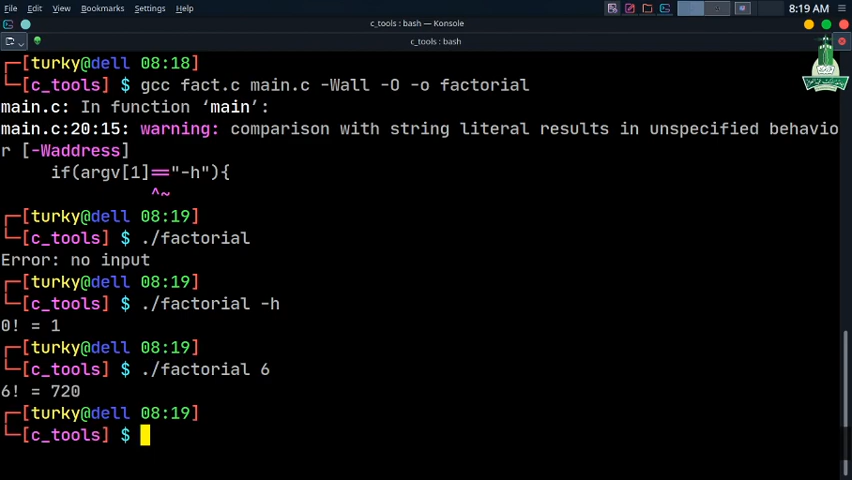 File Edit View Bookmarks Settings Help 8:19 AM
c_tools : bash — Konsole
c_tools : bash
┌─[turky@dell 08:18]
└─[c_tools] $ gcc fact.c main.c -Wall -O -o factorial
main.c: In function ‘main’:
main.c:20:15: warning: comparison with string literal results in unspecified behavio
r [-Waddress]
if(argv[1]=="-h"){
^~
┌─[turky@dell 08:19]
└─[c_tools] $ ./factorial
Error: no input
┌─[turky@dell 08:19]
└─[c_tools] $ ./factorial -h
0! = 1
┌─[turky@dell 08:19]
└─[c_tools] $ ./factorial 6
6! = 720
┌─[turky@dell 08:19]
└─[c_tools] $